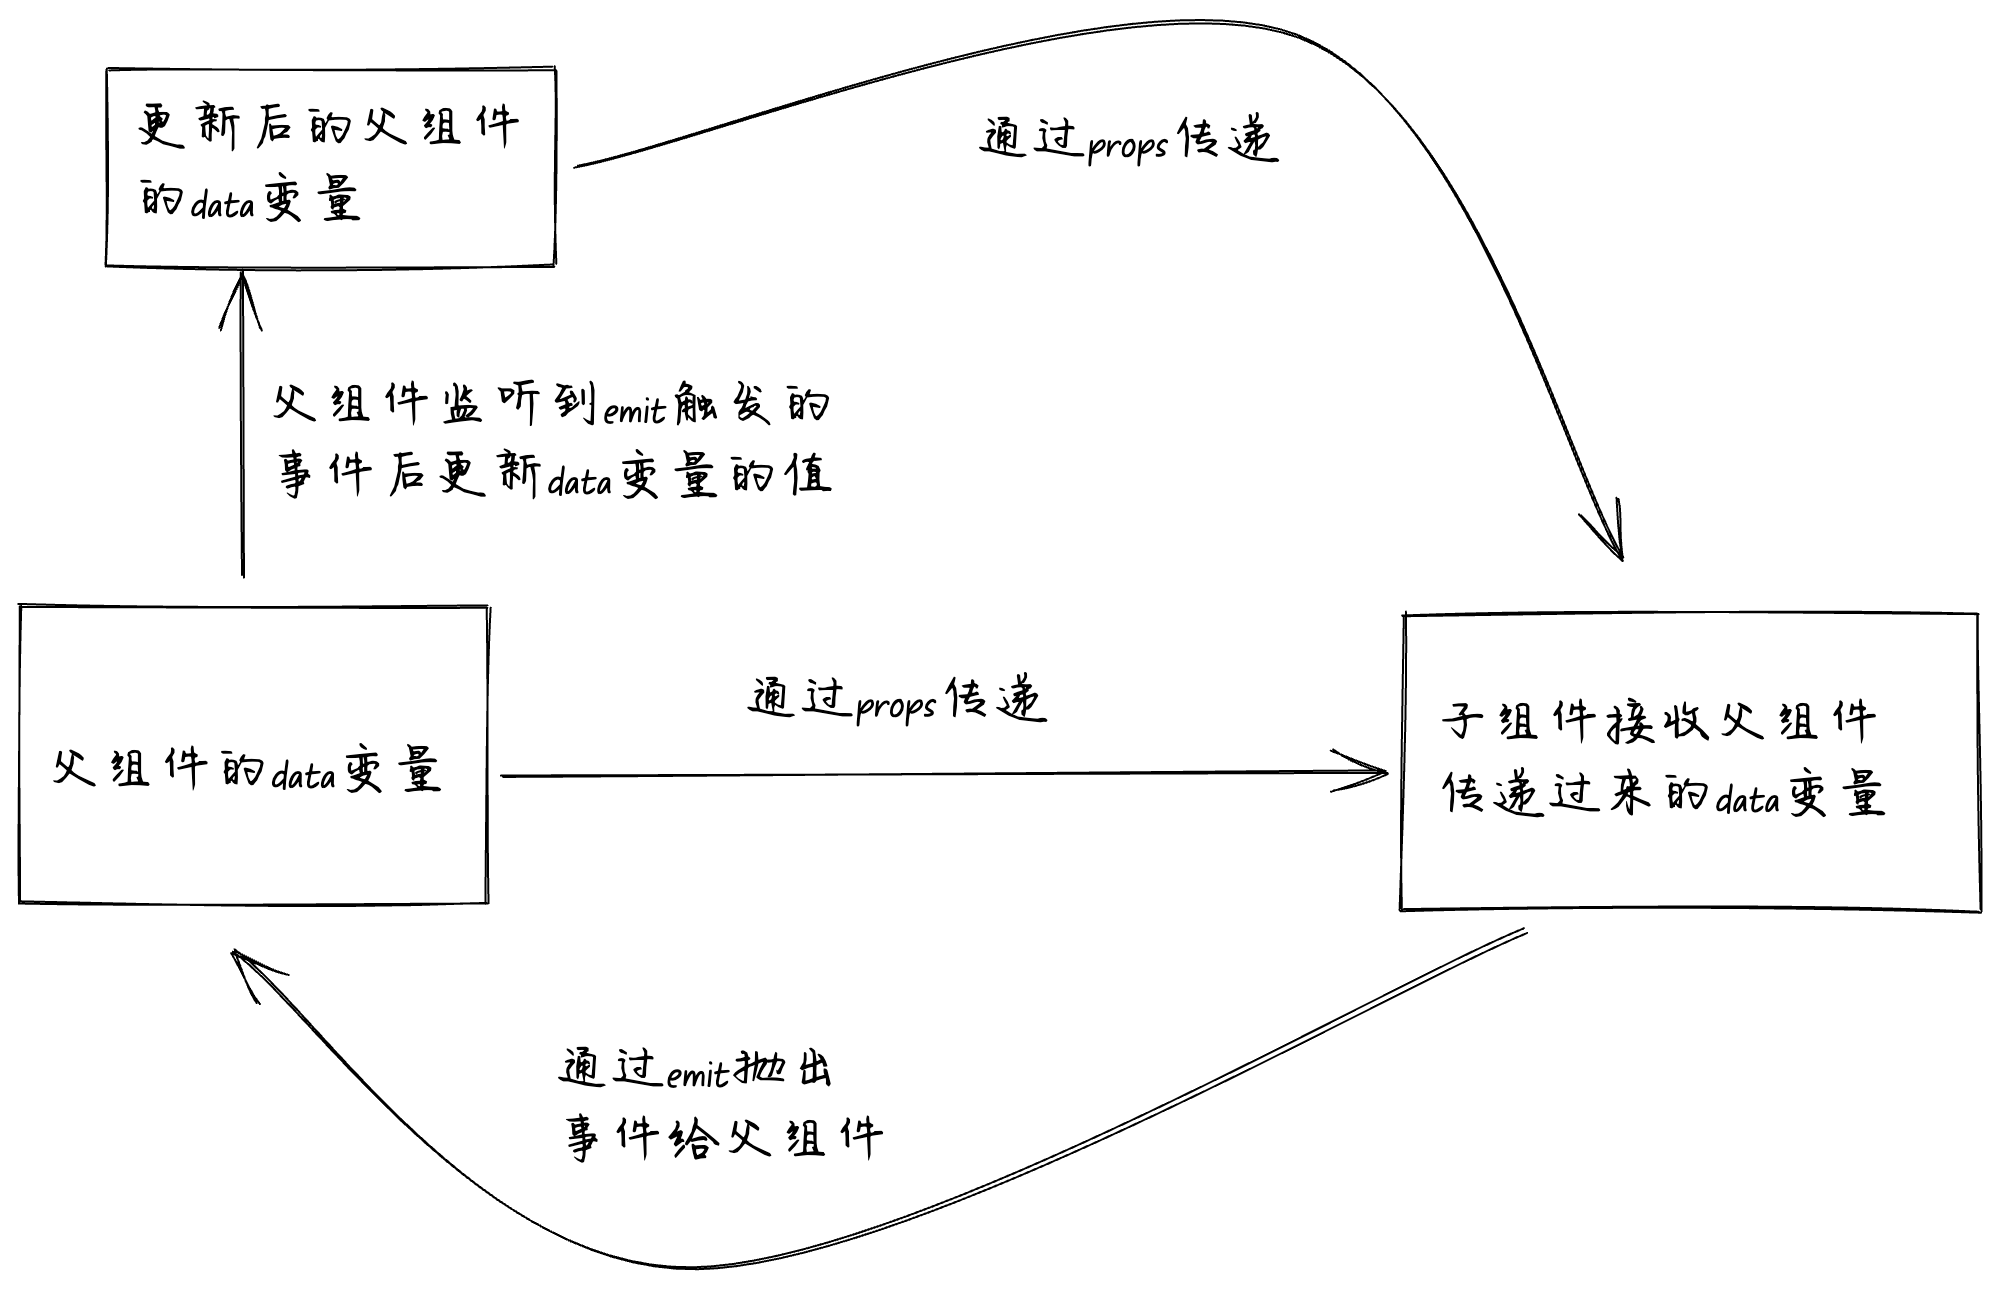 更新后的父组件
的data变量
通过props传递
父组件监听到emit触发的
事件后更新data变量的值
通过props传递
父组件的data变量
子组件接收父组件
传递过来的data变量
通过emit抛出
事件给父组件